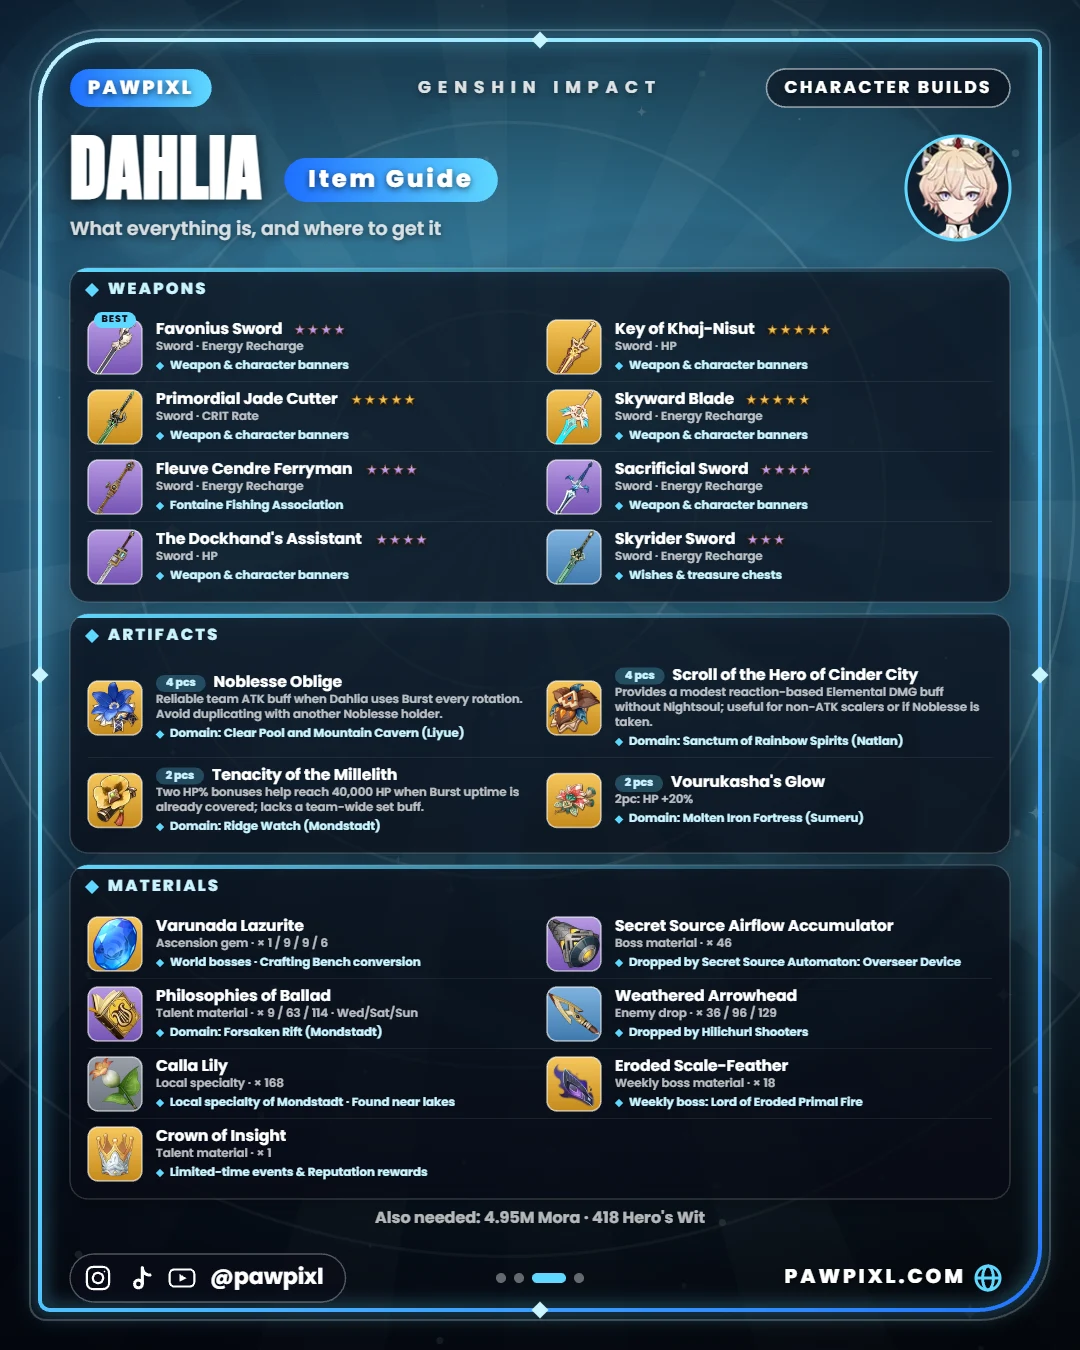 PAWPIXL
GENSHIN IMPACT
CHARACTER BUILDS
DAHLIA
Item Guide
What everything is, and where to get it
WEAPONS
BEST
Favonius Sword ★★★★
Sword · Energy Recharge
Weapon & character banners
Key of Khaj-Nisut ★★★★★
Sword · HP
Weapon & character banners
Primordial Jade Cutter ★★★★★
Sword · CRIT Rate
Weapon & character banners
Skyward Blade ★★★★★
Sword · Energy Recharge
Weapon & character banners
Fleuve Cendre Ferryman ★★★★
Sword · Energy Recharge
Fontaine Fishing Association
Sacrificial Sword ★★★★
Sword · Energy Recharge
Weapon & character banners
The Dockhand's Assistant ★★★★
Sword · HP
Weapon & character banners
Skyrider Sword ★★★
Sword · Energy Recharge
Wishes & treasure chests
ARTIFACTS
4 pcs Noblesse Oblige
Reliable team ATK buff when Dahlia uses Burst every rotation.
Avoid duplicating with another Noblesse holder.
Domain: Clear Pool and Mountain Cavern (Liyue)
4 pcs Scroll of the Hero of Cinder City
Provides a modest reaction-based Elemental DMG buff
without Nightsoul; useful for non-ATK scalers or if Noblesse is
taken.
Domain: Sanctum of Rainbow Spirits (Natlan)
2 pcs Tenacity of the Millelith
Two HP% bonuses help reach 40,000 HP when Burst uptime is
already covered; lacks a team-wide set buff.
Domain: Ridge Watch (Mondstadt)
2 pcs Vourukasha's Glow
2pc: HP +20%
Domain: Molten Iron Fortress (Sumeru)
MATERIALS
Varunada Lazurite
Ascension gem · × 1 / 9 / 9 / 6
World bosses · Crafting Bench conversion
Secret Source Airflow Accumulator
Boss material · × 46
Dropped by Secret Source Automaton: Overseer Device
Philosophies of Ballad
Talent material · × 9 / 63 / 114 · Wed/Sat/Sun
Domain: Forsaken Rift (Mondstadt)
Weathered Arrowhead
Enemy drop · × 36 / 96 / 129
Dropped by Hilichurl Shooters
Calla Lily
Local specialty · × 168
Local specialty of Mondstadt · Found near lakes
Eroded Scale-Feather
Weekly boss material · × 18
Weekly boss: Lord of Eroded Primal Fire
Crown of Insight
Talent material · × 1
Limited-time events & Reputation rewards
Also needed: 4.95M Mora · 418 Hero's Wit
@pawpixl
PAWPIXL.COM